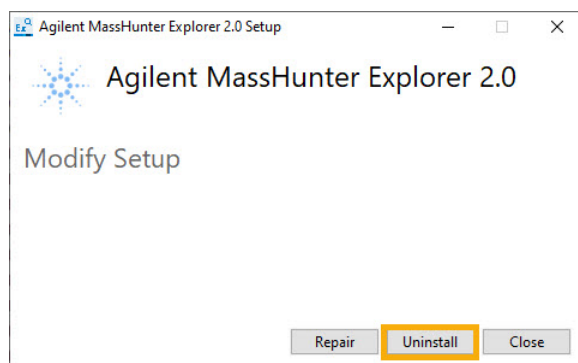 Agilent MassHunter Explorer 2.0 Setup
Agilent MassHunter Explorer 2.0
Modify Setup
Repair Uninstall Close